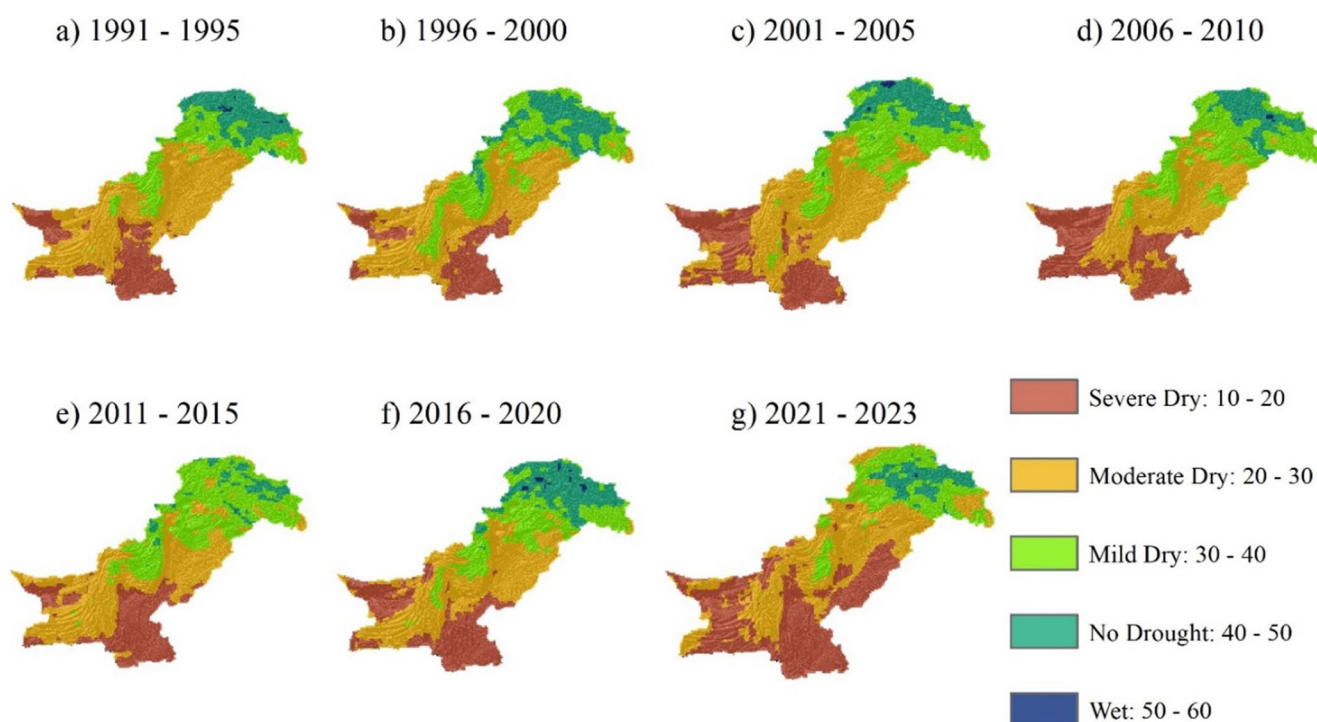 a) 1991 - 1995
b) 1996 - 2000
c) 2001 - 2005
d) 2006 - 2010
e) 2011 - 2015
f) 2016 - 2020
g) 2021 - 2023
Severe Dry: 10 - 20
Moderate Dry: 20 - 30
Mild Dry: 30 - 40
No Drought: 40 - 50
Wet: 50 - 60